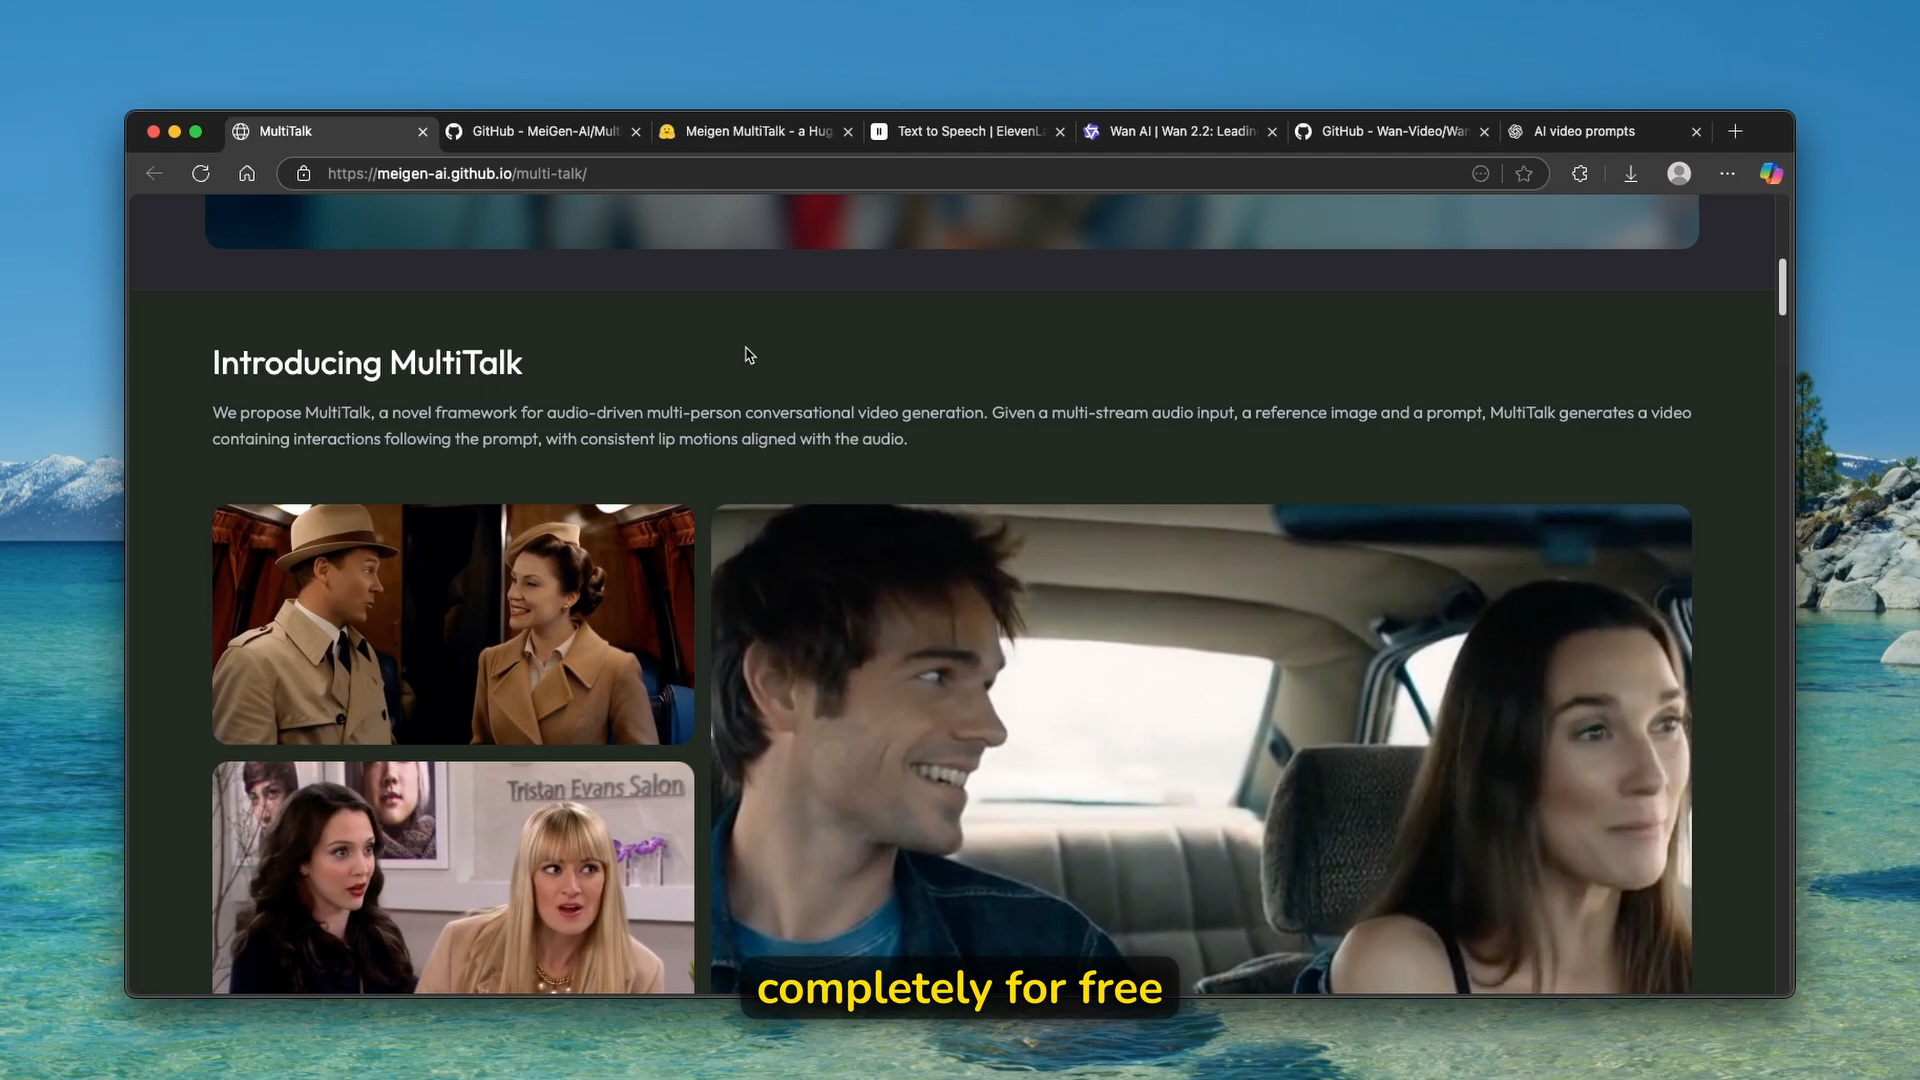 MultiTalk
GitHub - MeiGen-AI/Mult
Meigen MultiTalk - a Hug
Text to Speech | ElevenLa
Wan AI | Wan 2.2: Leading
GitHub - Wan-Video/Wan
AI video prompts
https://meigen-ai.github.io/multi-talk/
Introducing MultiTalk
We propose MultiTalk, a novel framework for audio-driven multi-person conversational video generation. Given a multi-stream audio input, a reference image and a prompt, MultiTalk generates a video
containing interactions following the prompt, with consistent lip motions aligned with the audio.
Tristan Evans Salon
completely for free